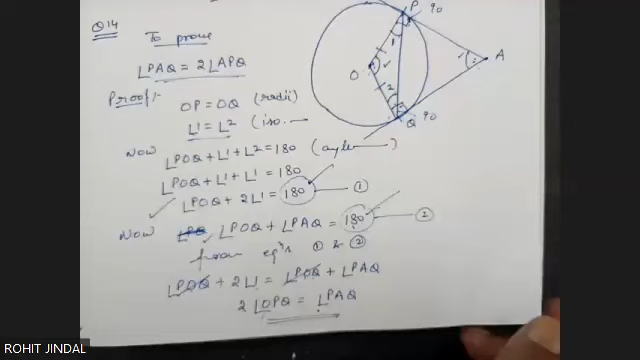 Q14
To prove
∠PAQ = 2∠APQ
Proof:-
OP = OQ (radii)
∠1 = ∠2 (iso. —
Now ∠POQ + ∠1 + ∠2 = 180 (angles —)
∠POQ + ∠1 + ∠1 = 180
∠POQ + 2∠1 = 180 — ①
Now ∠POQ + ∠PAQ = 180 — ②
from eqns ① & ②
∠POQ + 2∠1 = ∠POQ + ∠PAQ
2∠OPQ = ∠PAQ
P 90
1
O
A
2
Q 90
ROHIT JINDAL